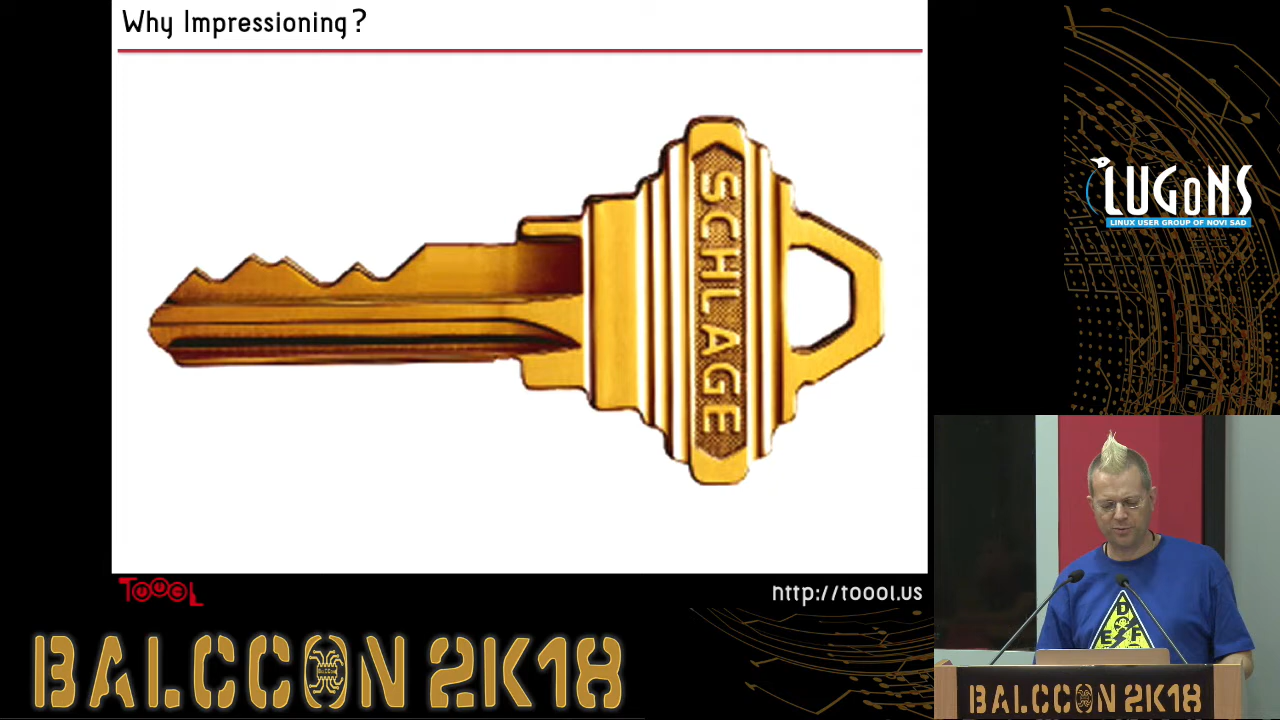 Why Impressioning?
SCHLAGE
TOOOL
http://toool.us
BALCCON 2K18
LUGoNS
LINUX USER GROUP OF NOVI SAD
D
E F
BALCCON 2K18